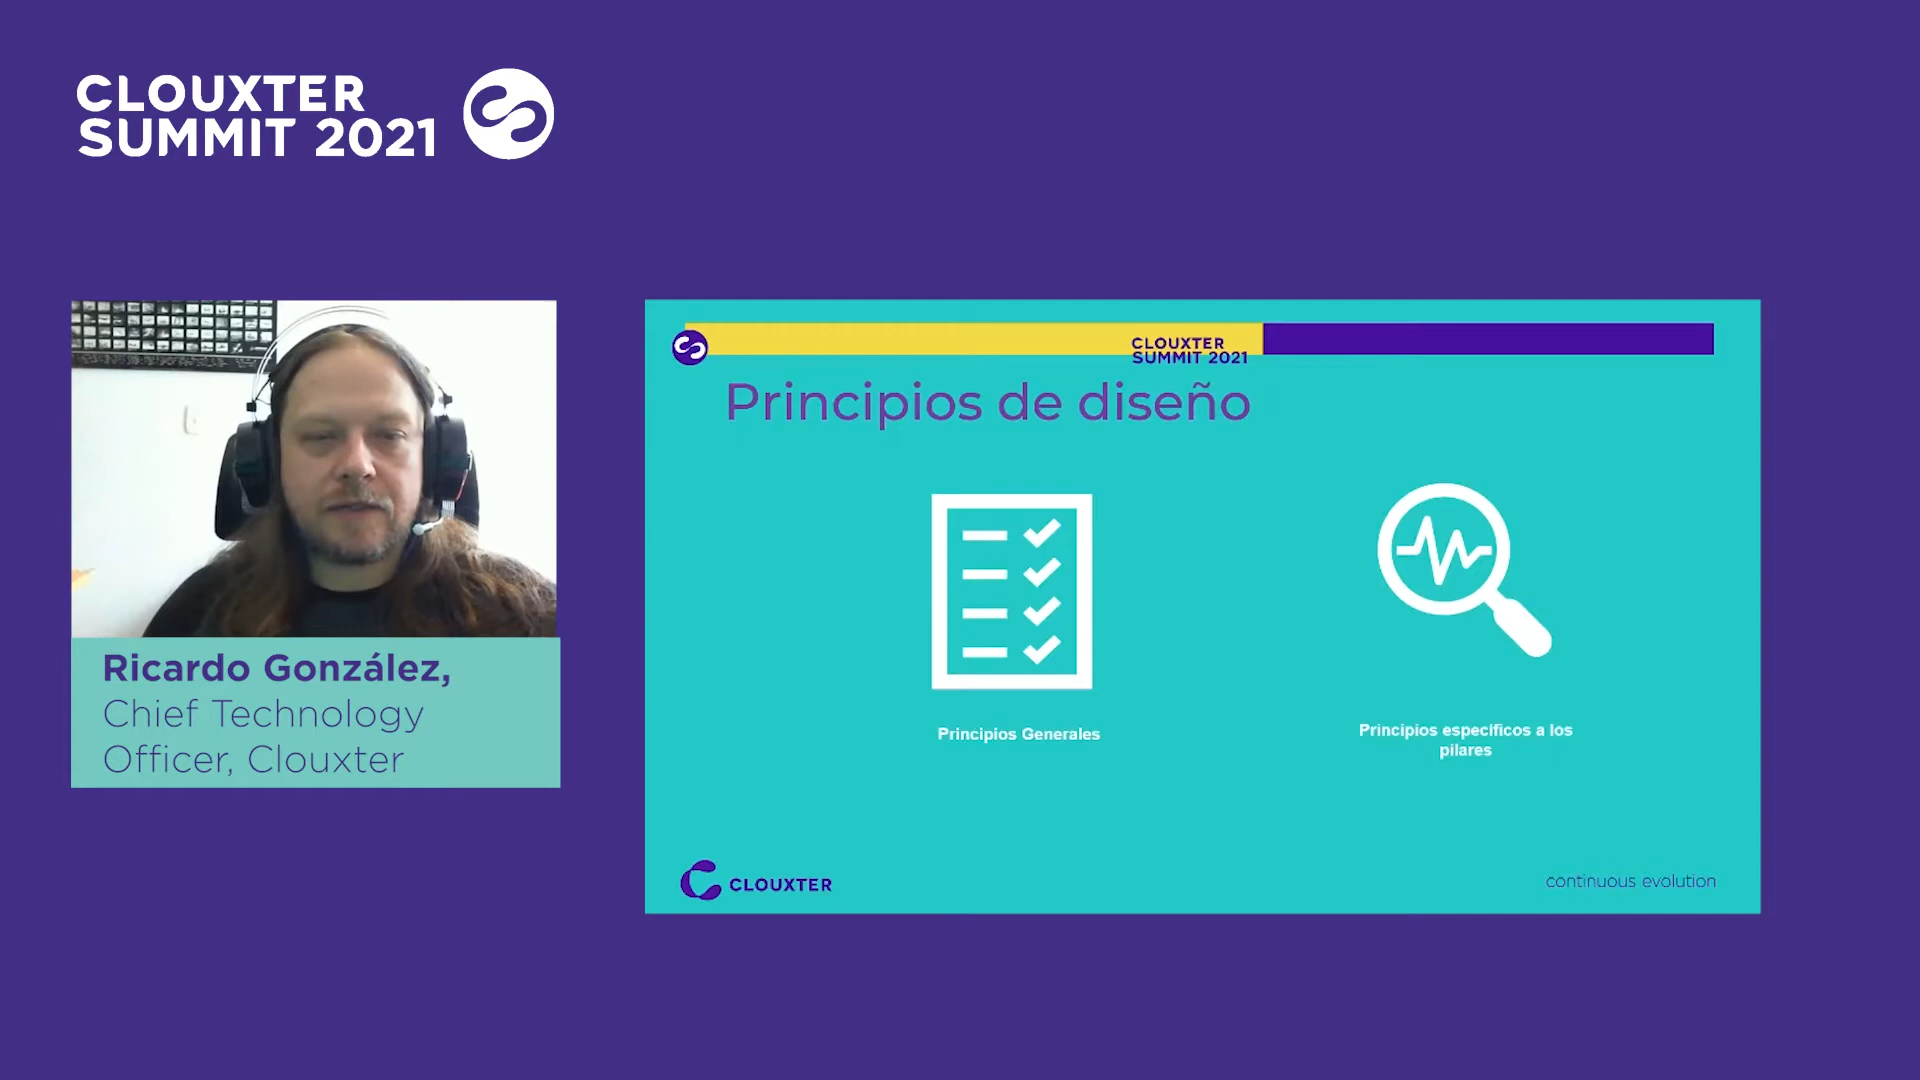 CLOUXTER
SUMMIT 2021
Ricardo González,
Chief Technology
Officer, Clouxter
CLOUXTER
SUMMIT 2021
Principios de diseño
Principios Generales
Principios específicos a los
pilares
CLOUXTER
continuous evolution